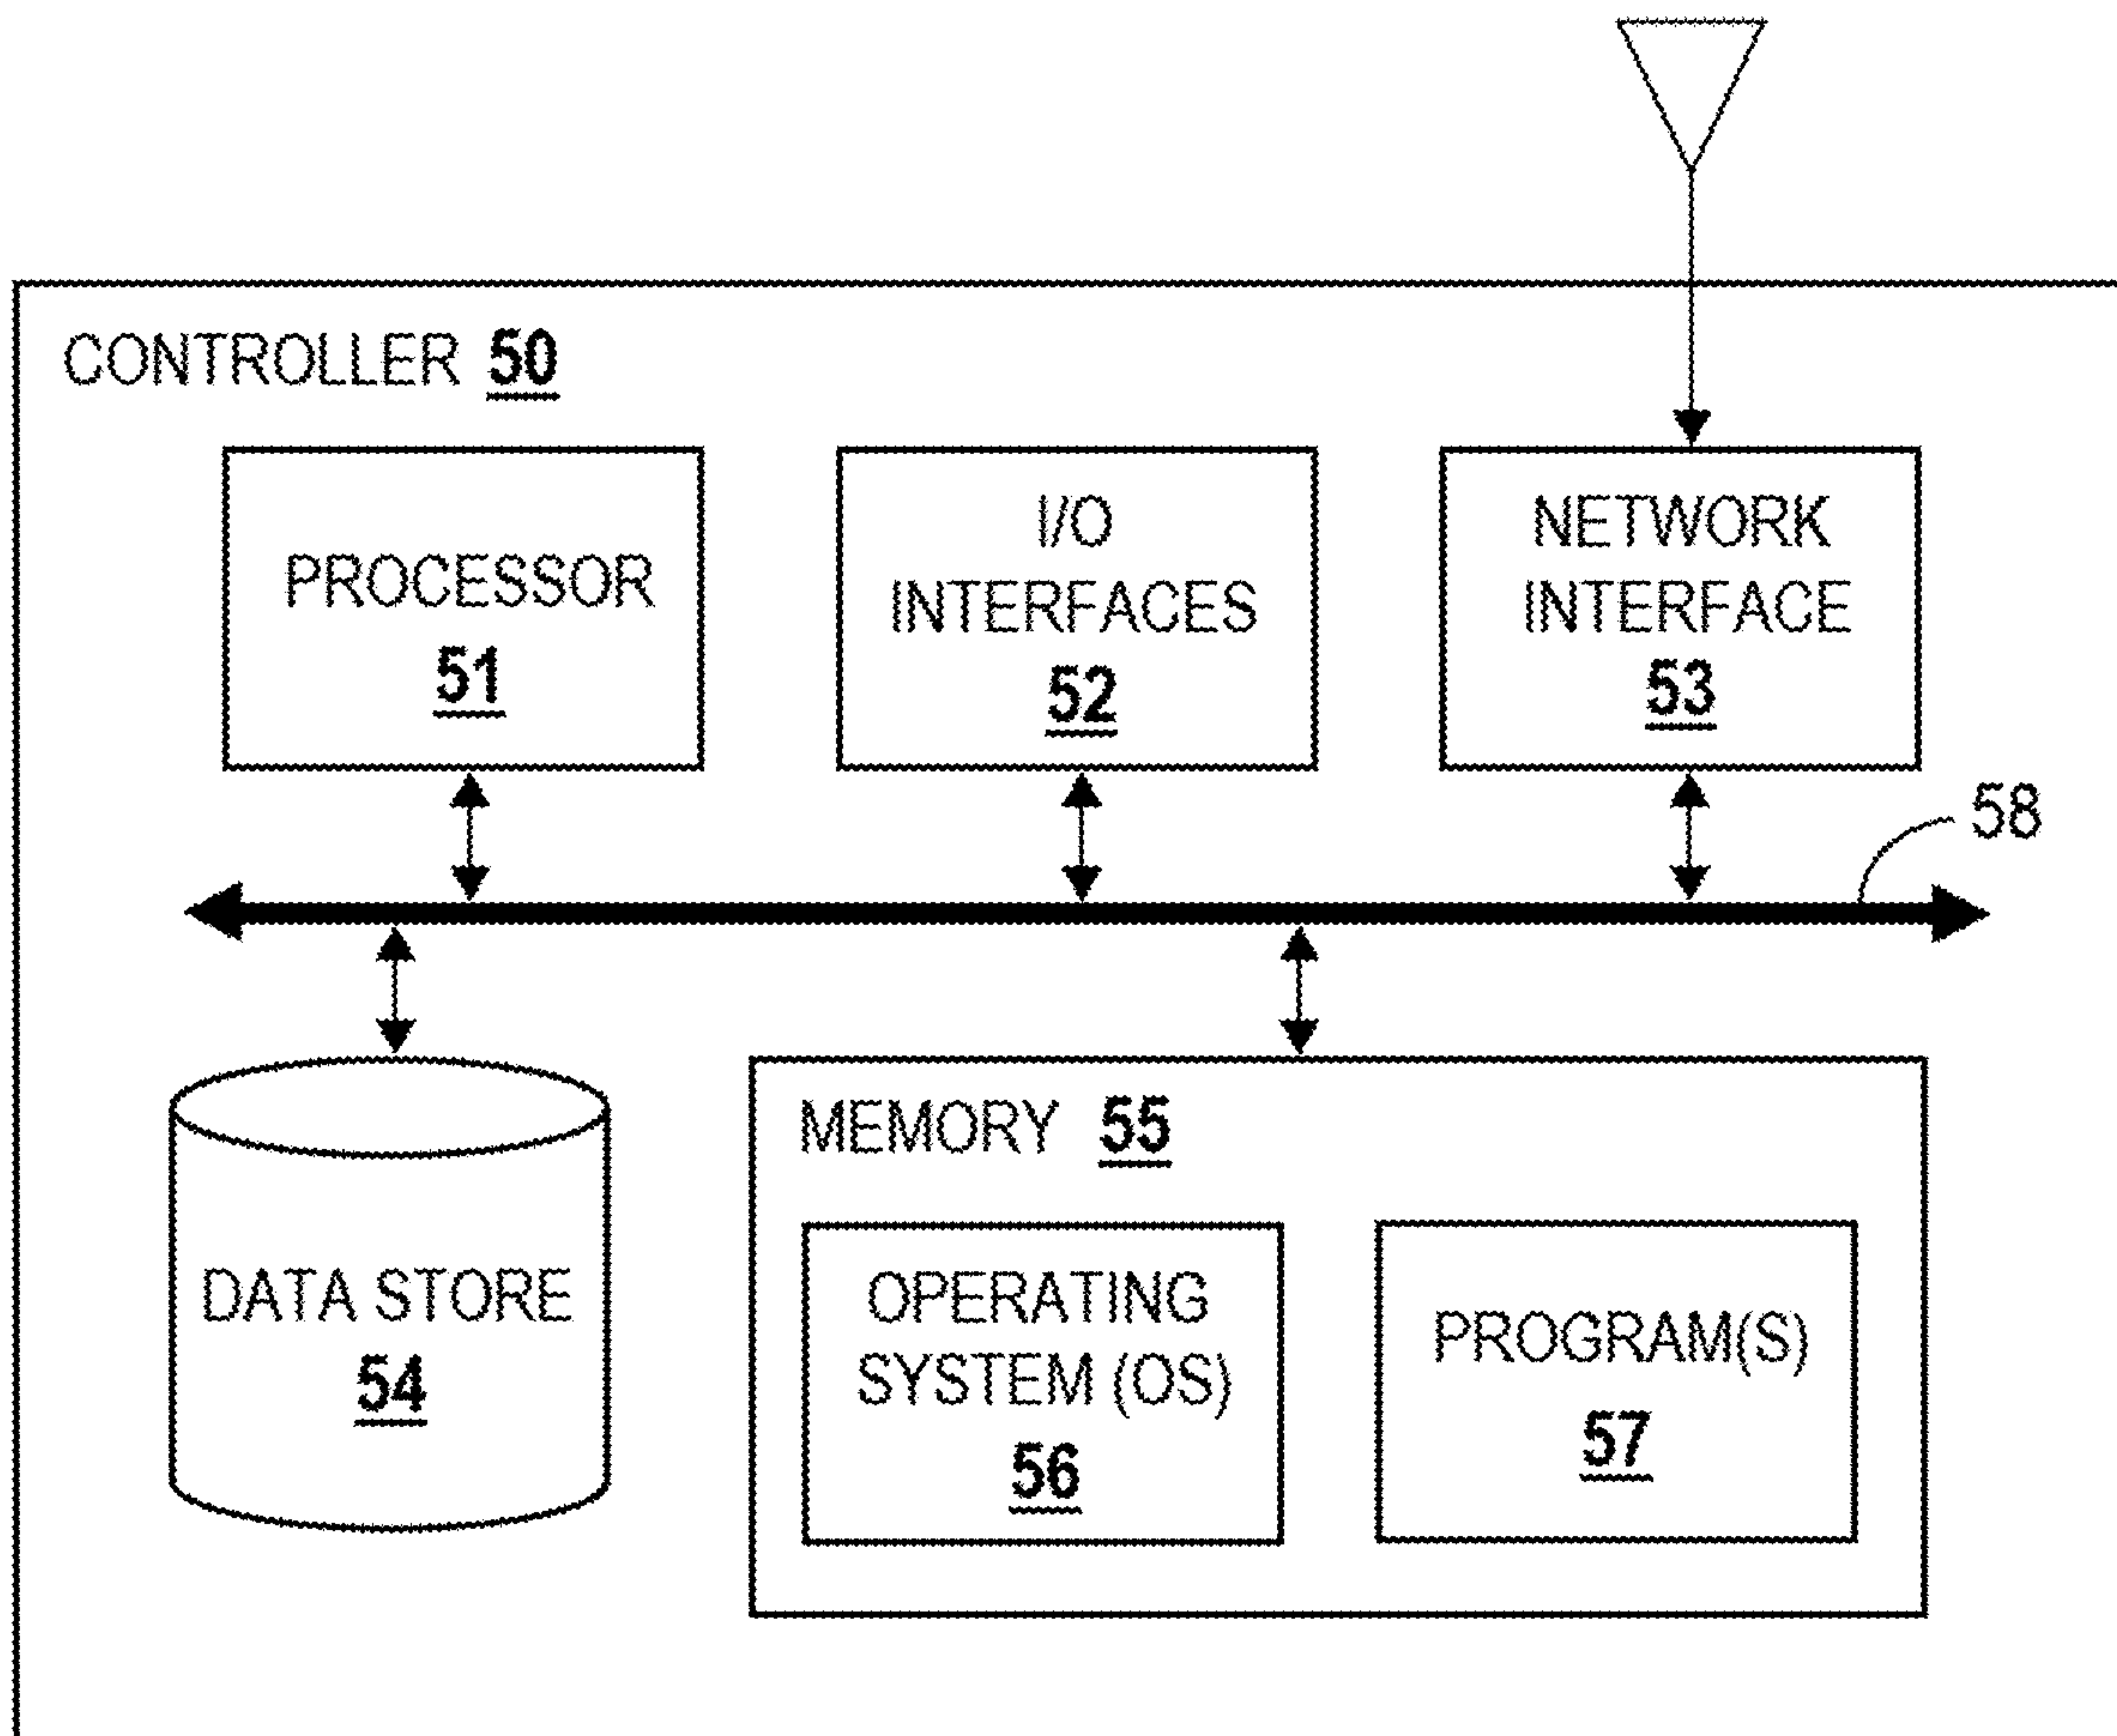 CONTROLLER 50
PROCESSOR
51
I/O
INTERFACES
52
NETWORK
INTERFACE
53
58
DATA STORE
54
MEMORY 55
OPERATING
SYSTEM (OS)
56
PROGRAM(S)
57